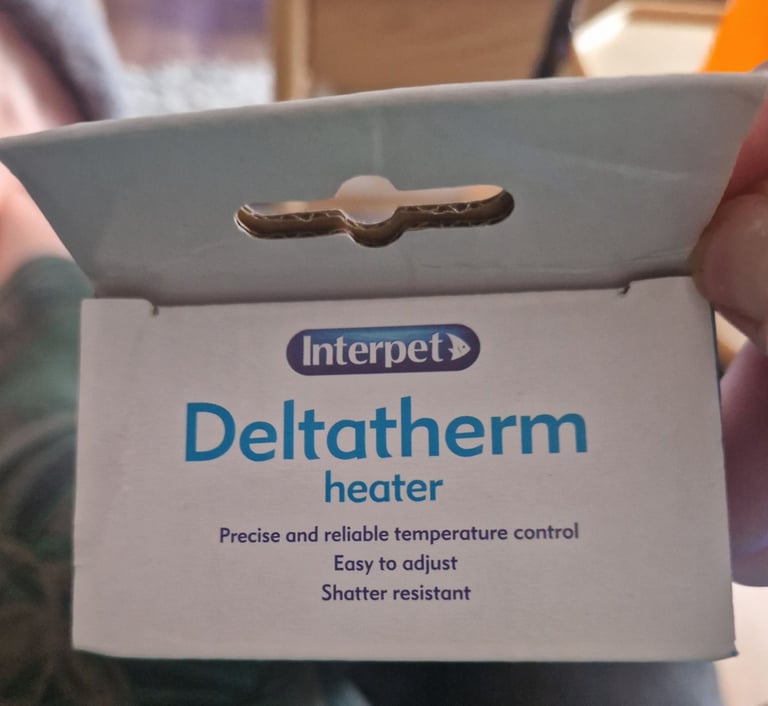 Interpet
Deltatherm
heater
Precise and reliable temperature control
Easy to adjust
Shatter resistant